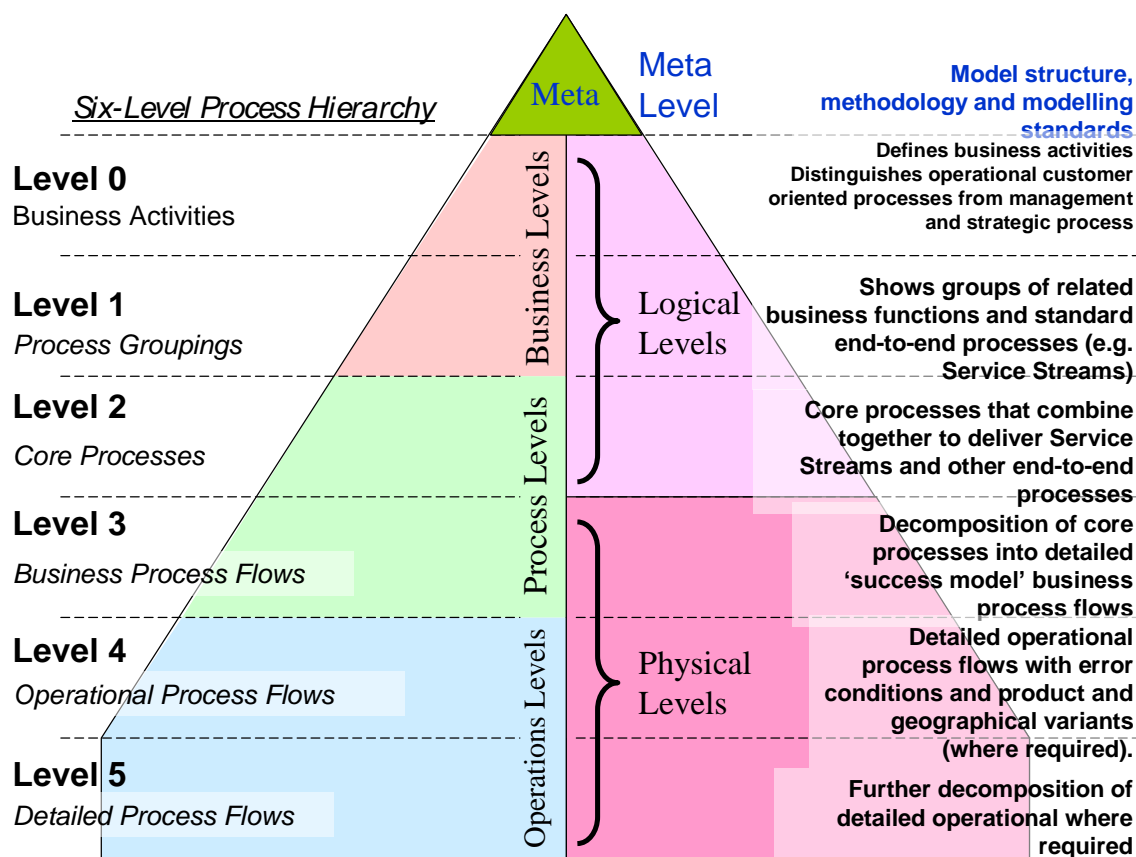 Six-Level Process Hierarchy
Meta
Meta
Level
Model structure,
methodology and modelling
standards
Level 0
Business Activities
Business Levels
Defines business activities
Distinguishes operational customer
oriented processes from management
and strategic process
Level 1
Process Groupings
Logical
Levels
Shows groups of related
business functions and standard
end-to-end processes (e.g.
Service Streams)
Level 2
Core Processes
Process Levels
Core processes that combine
together to deliver Service
Streams and other end-to-end
processes
Level 3
Business Process Flows
Decomposition of core
processes into detailed
‘success model’ business
process flows
Level 4
Operational Process Flows
Operations Levels
Physical
Levels
Detailed operational
process flows with error
conditions and product and
geographical variants
(where required).
Level 5
Detailed Process Flows
Further decomposition of
detailed operational where
required